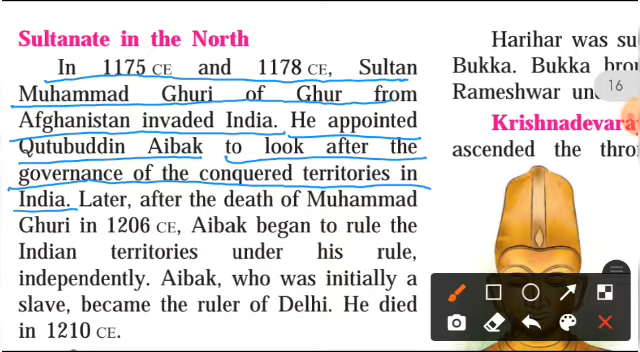 Sultanate in the North
In 1175 CE and 1178 CE, Sultan
Muhammad Ghuri of Ghur from
Afghanistan invaded India. He appointed
Qutubuddin Aibak to look after the
governance of the conquered territories in
India. Later, after the death of Muhammad
Ghuri in 1206 CE, Aibak began to rule the
Indian territories under his rule,
independently. Aibak, who was initially a
slave, became the ruler of Delhi. He died
in 1210 CE.
Harihar was su
Bukka. Bukka
Rameshwar
16
Krishnadevara
ascended the thro